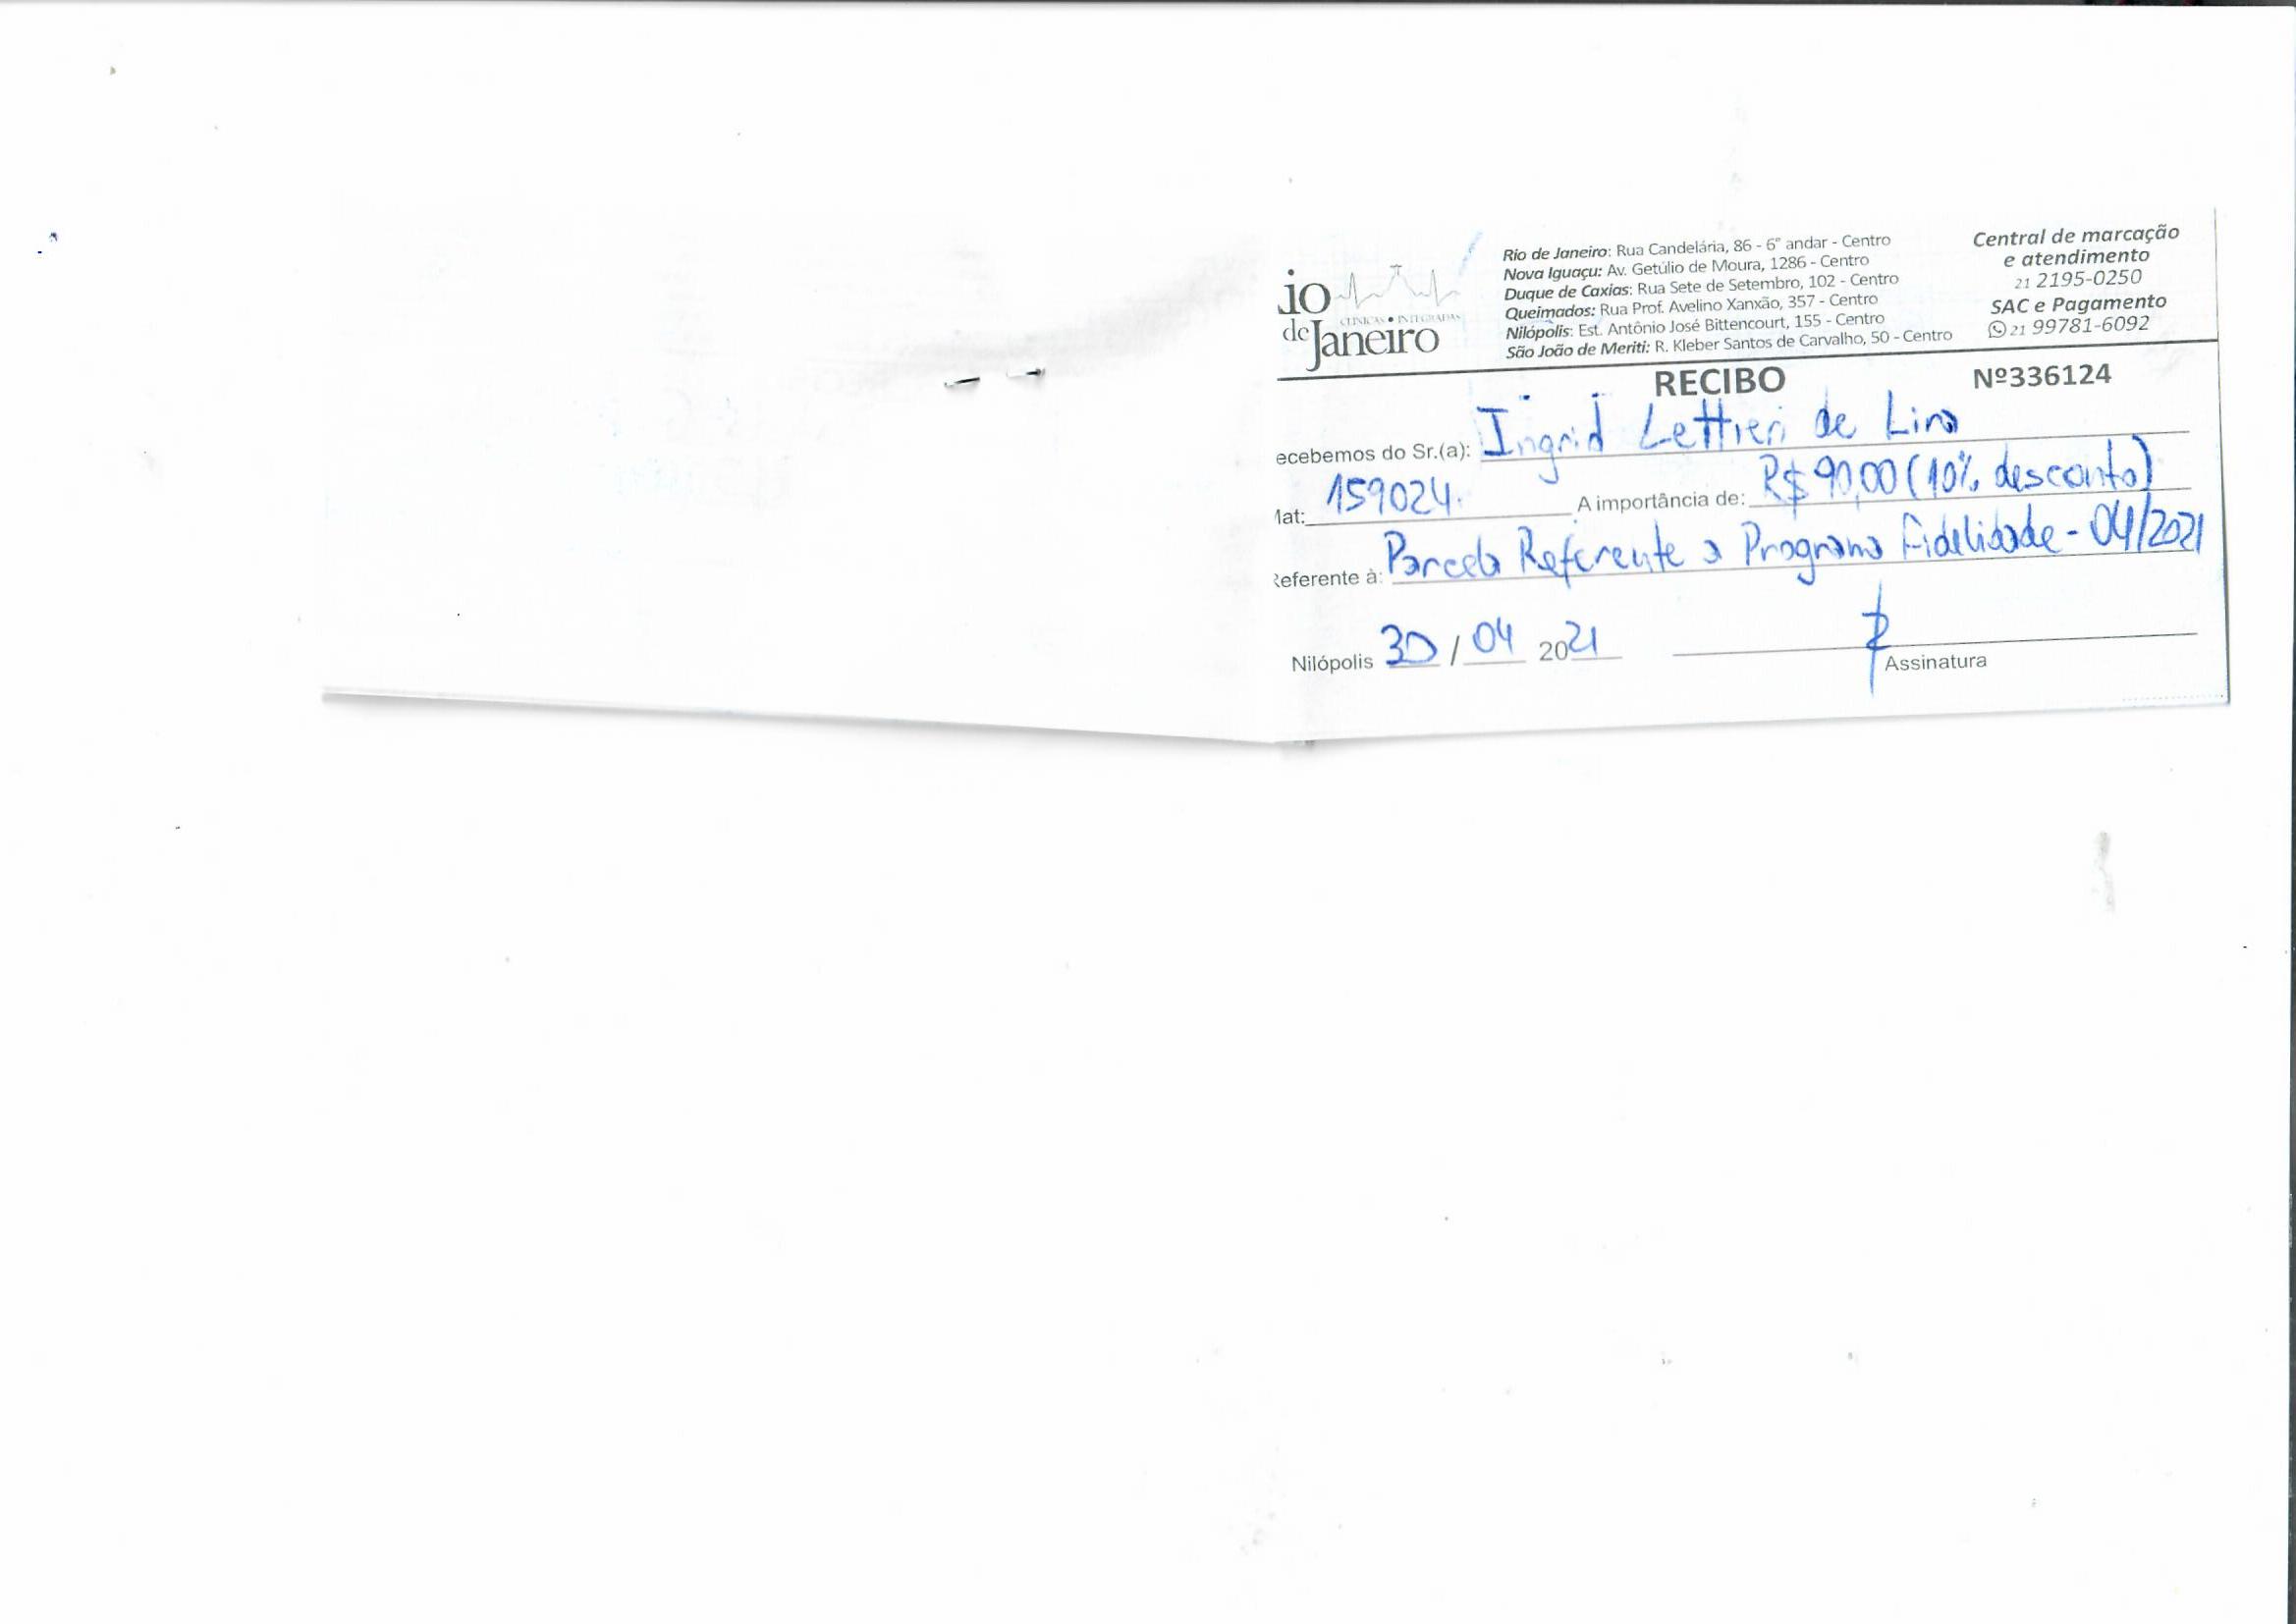 io
CLÍNICAS • INTEGRADAS
de Janeiro
Rio de Janeiro: Rua Candelária, 86 - 6° andar - Centro
Nova Iguaçu: Av. Getúlio de Moura, 1286 - Centro
Duque de Caxias: Rua Sete de Setembro, 102 - Centro
Queimados: Rua Prof. Avelino Xanxão, 357 - Centro
Nilópolis: Est. Antônio José Bittencourt, 155 - Centro
São João de Meriti: R. Kleber Santos de Carvalho, 50 - Centro
Central de marcação
e atendimento
21 2195-0250
SAC e Pagamento
21 99781-6092
RECIBO Nº336124
ecebemos do Sr.(a): Ingrid Lettieri de Lira
Mat: 159024. A importância de: R$ 90,00 (10% desconto)
Referente à: Parcela Referente a Programa Fidelidade - 04/2021
Nilópolis 30 / 04 2021
Assinatura